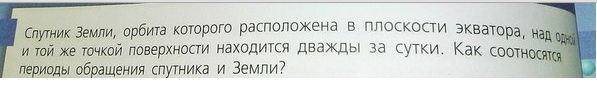 Спутник Земли, орбита которого расположена в плоскости экватора, над одной
и той же точкой поверхности находится дважды за сутки. Как соотносятся
периоды обращения спутника и Земли?